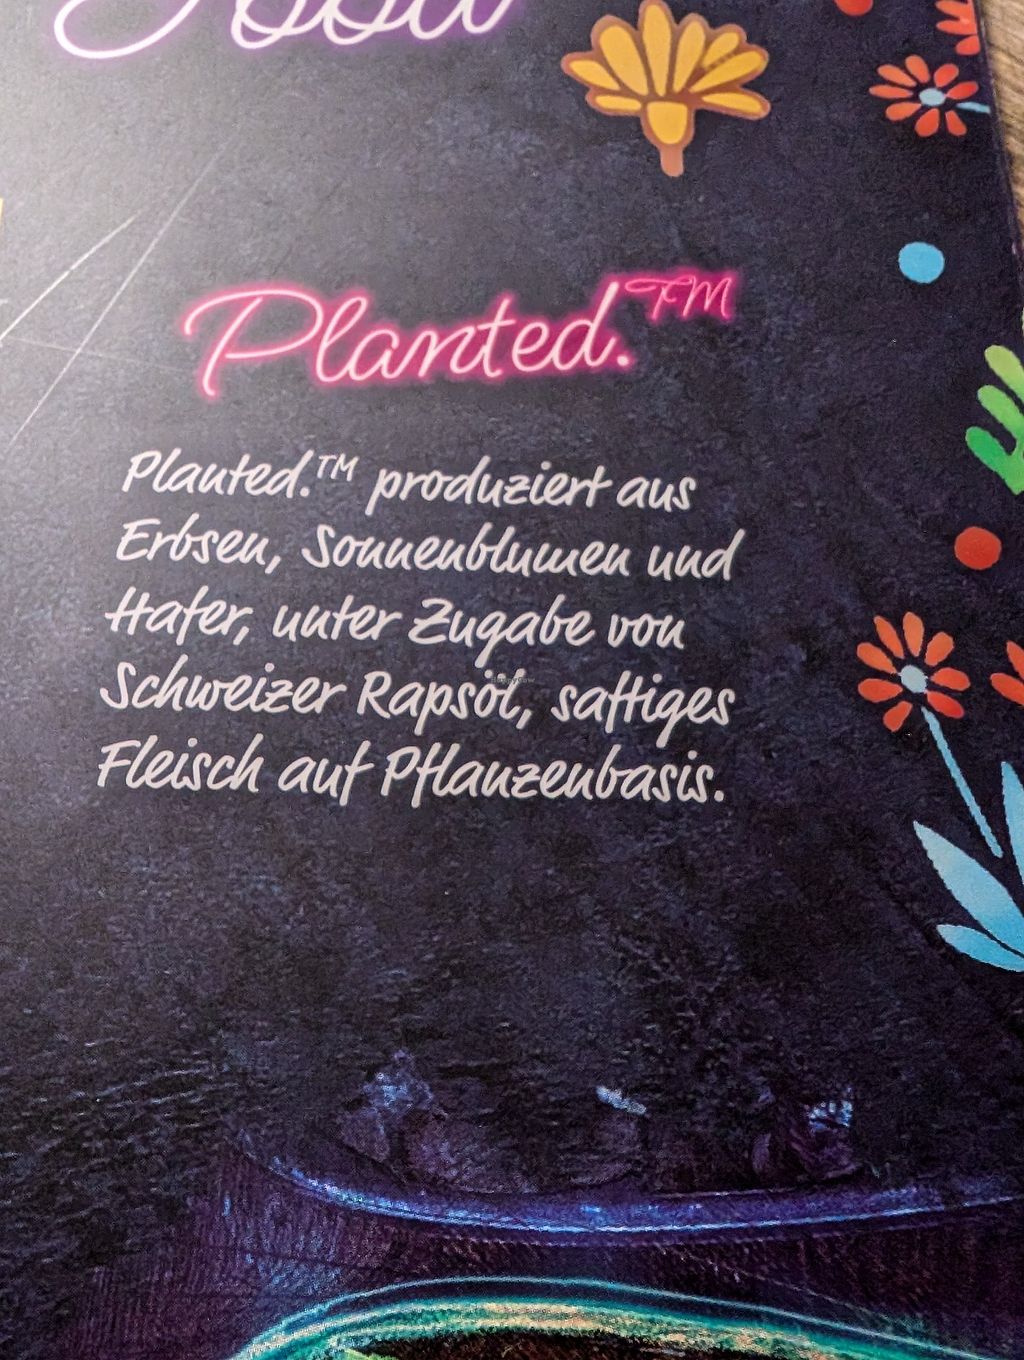 Planted.™
Planted.™ produziert aus
Erbsen, Sonnenblumen und
Hafer, unter Zugabe von
Schweizer Rapsöl, saftiges
Fleisch auf Pflanzenbasis.